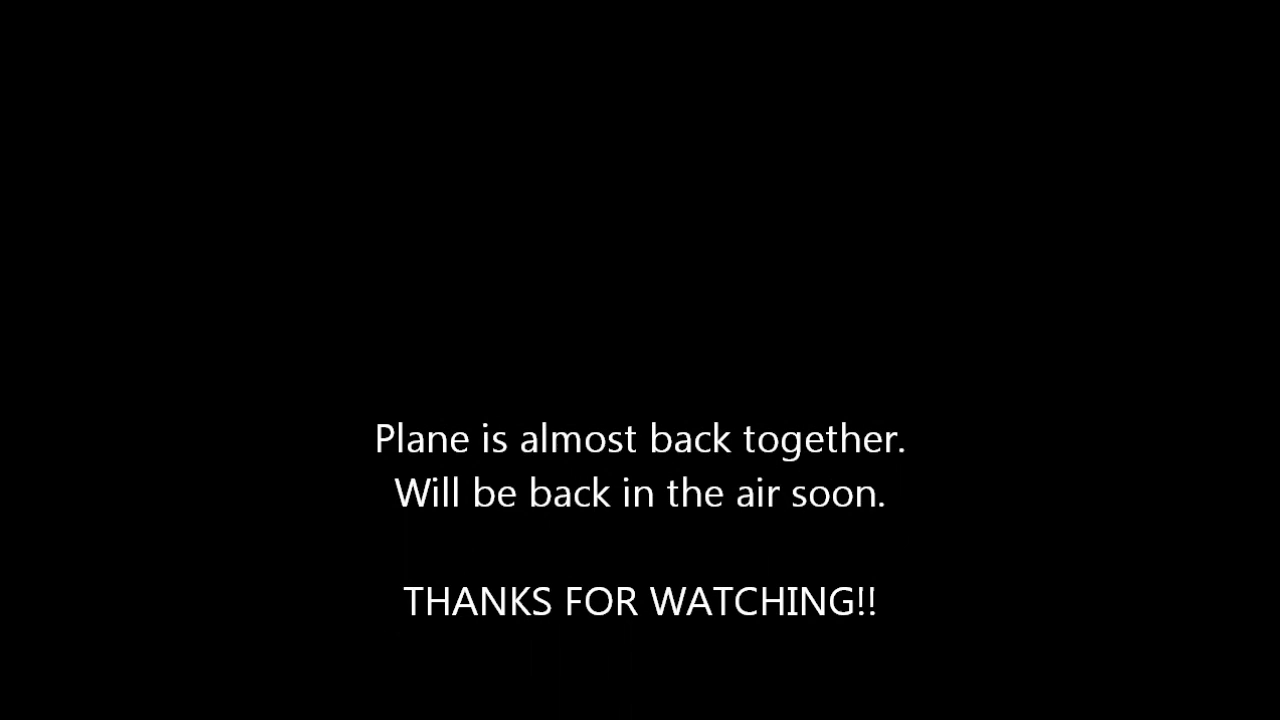 Plane is almost back together.
Will be back in the air soon.
THANKS FOR WATCHING!!